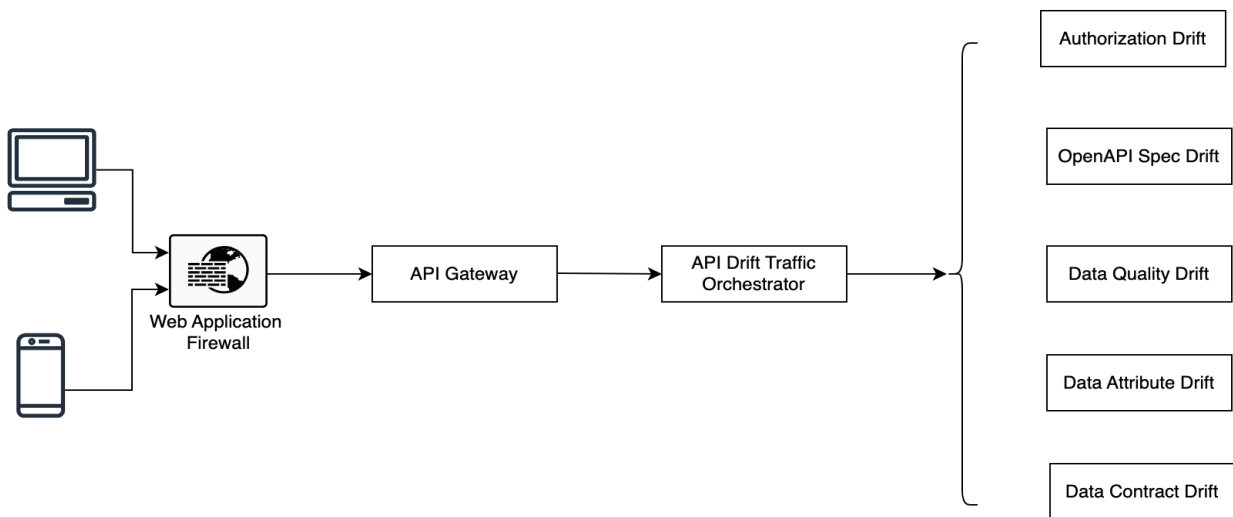 Web Application
Firewall
API Gateway
API Drift Traffic
Orchestrator
Authorization Drift
OpenAPI Spec Drift
Data Quality Drift
Data Attribute Drift
Data Contract Drift